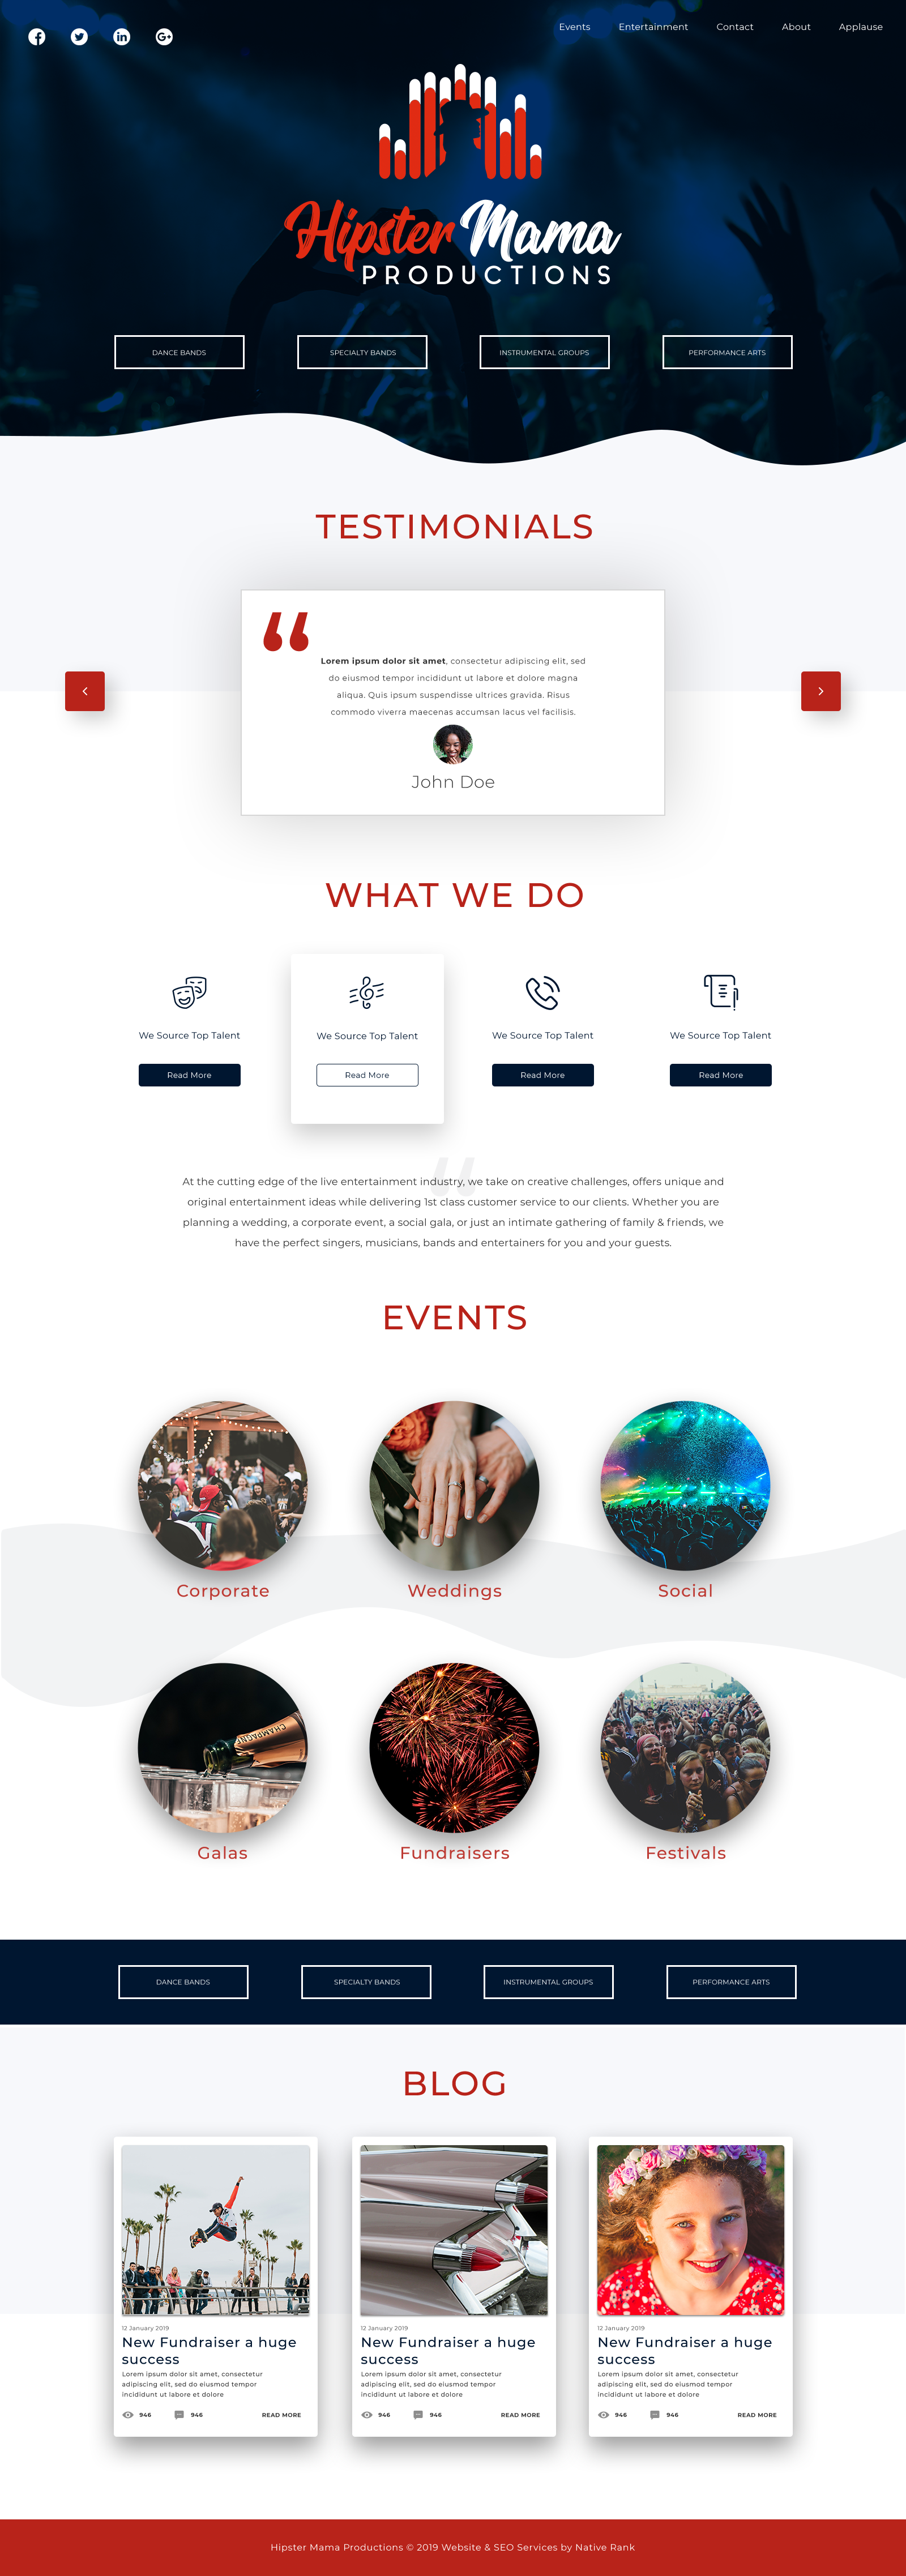 Events Entertainment Contact About Applause
Hipster Mama
PRODUCTIONS
DANCE BANDS SPECIALTY BANDS INSTRUMENTAL GROUPS PERFORMANCE ARTS
TESTIMONIALS
“
Lorem ipsum dolor sit amet, consectetur adipiscing elit, sed
do eiusmod tempor incididunt ut labore et dolore magna
aliqua. Quis ipsum suspendisse ultrices gravida. Risus
commodo viverra maecenas accumsan lacus vel facilisis.
John Doe
WHAT WE DO
We Source Top Talent We Source Top Talent We Source Top Talent We Source Top Talent
Read More Read More Read More Read More
At the cutting edge of the live entertainment industry, we take on creative challenges, offers unique and
original entertainment ideas while delivering 1st class customer service to our clients. Whether you are
planning a wedding, a corporate event, a social gala, or just an intimate gathering of family & friends, we
have the perfect singers, musicians, bands and entertainers for you and your guests.
EVENTS
Corporate Weddings Social
CHAMPAGNE
Galas Fundraisers Festivals
DANCE BANDS SPECIALTY BANDS INSTRUMENTAL GROUPS PERFORMANCE ARTS
BLOG
12 January 2019
New Fundraiser a huge
success
Lorem ipsum dolor sit amet, consectetur
adipiscing elit, sed do eiusmod tempor
incididunt ut labore et dolore
946 946 READ MORE
12 January 2019
New Fundraiser a huge
success
Lorem ipsum dolor sit amet, consectetur
adipiscing elit, sed do eiusmod tempor
incididunt ut labore et dolore
946 946 READ MORE
12 January 2019
New Fundraiser a huge
success
Lorem ipsum dolor sit amet, consectetur
adipiscing elit, sed do eiusmod tempor
incididunt ut labore et dolore
946 946 READ MORE
Hipster Mama Productions © 2019 Website & SEO Services by Native Rank